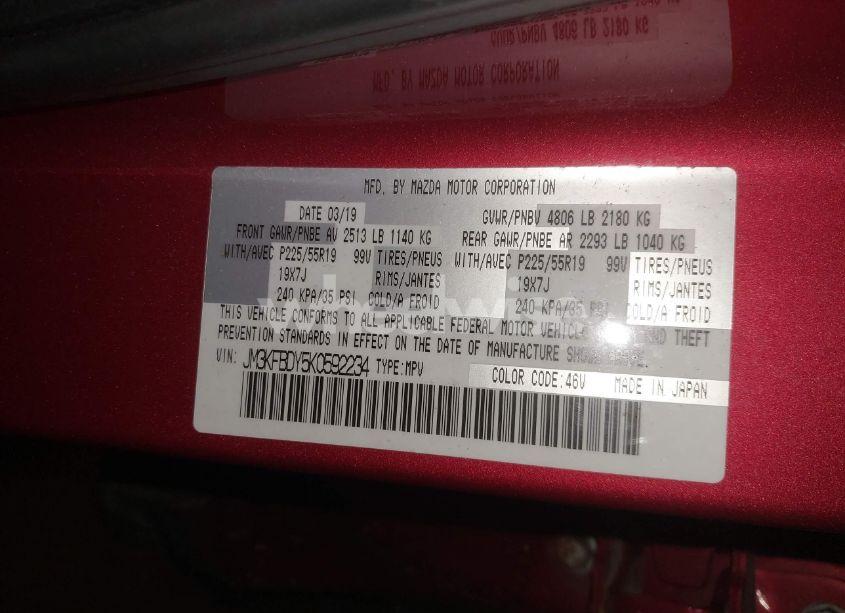 MFD. BY MAZDA MOTOR CORPORATION
DATE 03/19 GVWR/PNBV 4806 LB 2180 KG
FRONT GAWR/PNBE AV 2513 LB 1140 KG REAR GAWR/PNBE AR 2293 LB 1040 KG
WITH/AVEC P225/55R19 99V TIRES/PNEUS WITH/AVEC P225/55R19 99V TIRES/PNEUS
19X7J RIMS/JANTES 19X7J RIMS/JANTES
240 KPA/35 PSI COLD/A FROID 240 KPA/35 PSI COLD/A FROID
THIS VEHICLE CONFORMS TO ALL APPLICABLE FEDERAL MOTOR VEHICLE AND THEFT
PREVENTION STANDARDS IN EFFECT ON THE DATE OF MANUFACTURE
VIN: JM3KFBDY5K0592234 TYPE:MPV COLOR CODE:46V MADE IN JAPAN